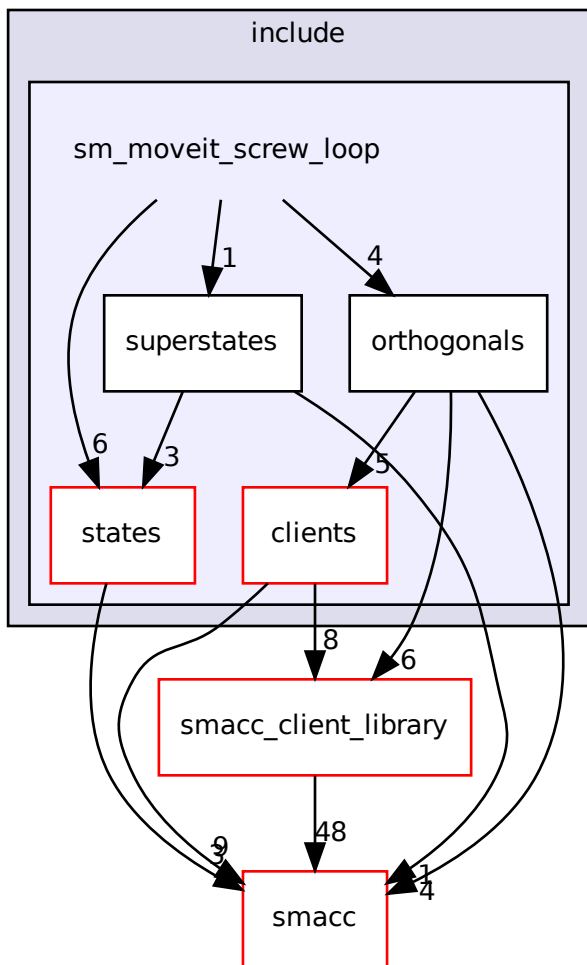 include
sm_moveit_screw_loop
1
4
superstates
orthogonals
6
3
5
states
clients
8
6
smacc_client_library
48
9
3
1
4
smacc